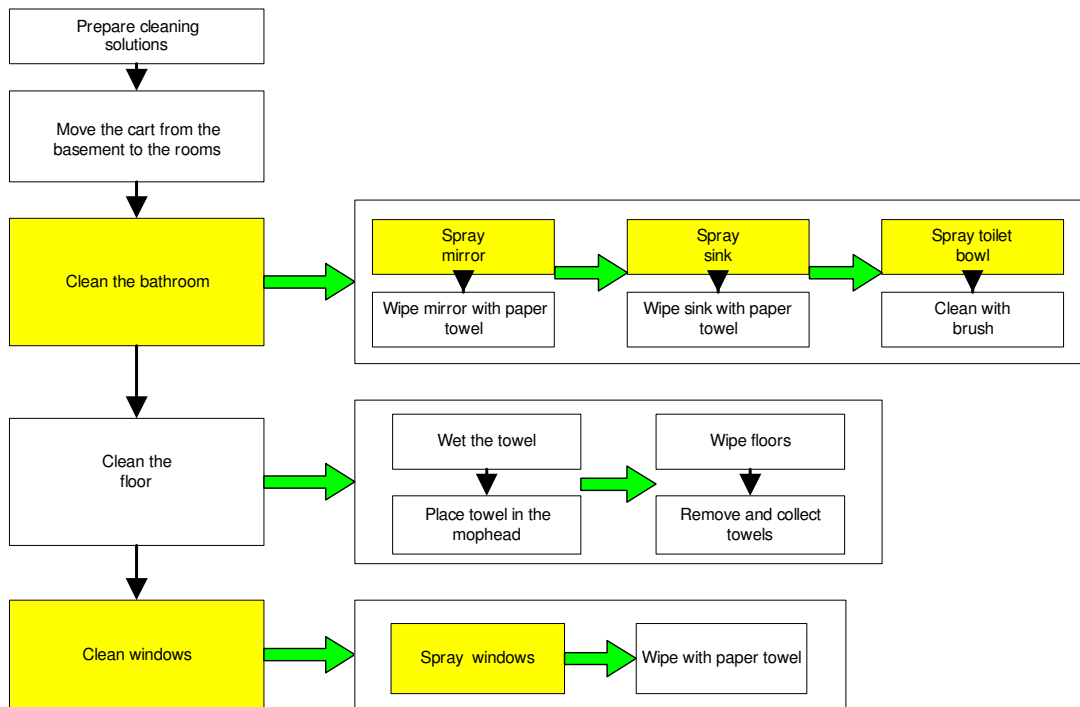 Prepare cleaning
solutions
Move the cart from the
basement to the rooms
Clean the bathroom
Spray
mirror
Wipe mirror with paper
towel
Spray
sink
Wipe sink with paper
towel
Spray toilet
bowl
Clean with
brush
Clean the
floor
Wet the towel
Place towel in the
mophead
Wipe floors
Remove and collect
towels
Clean windows
Spray windows
Wipe with paper towel